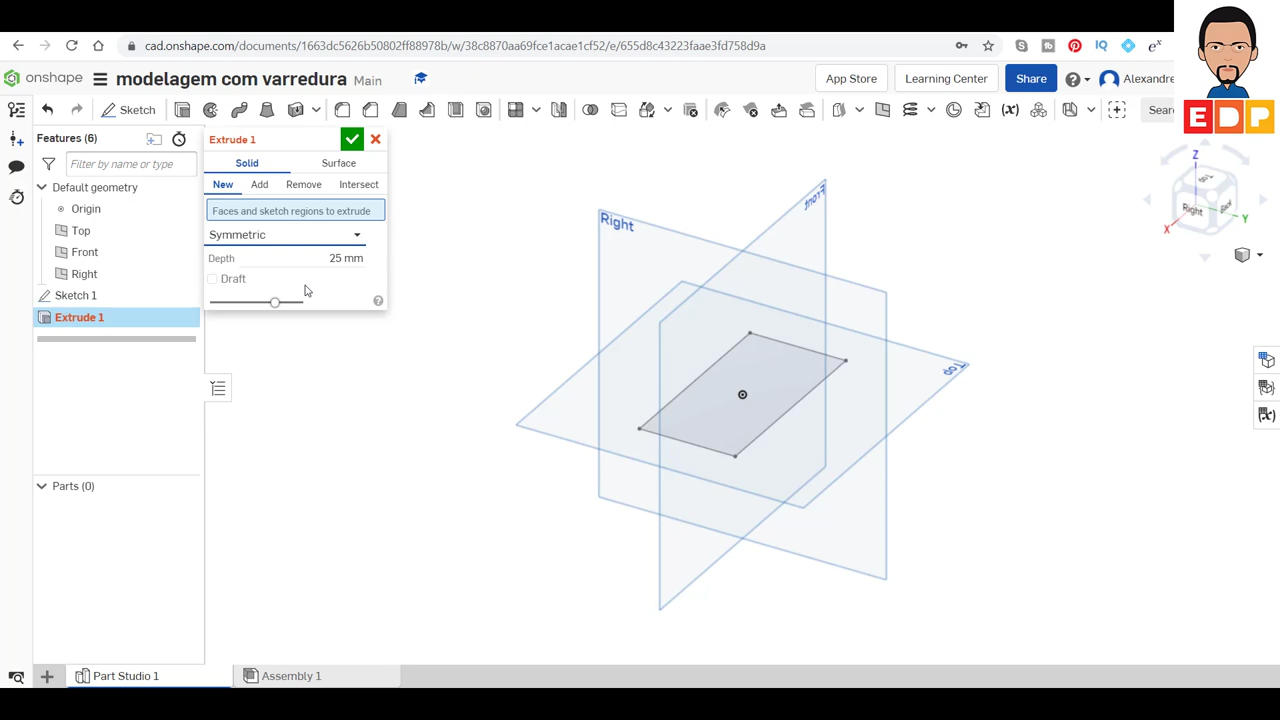 cad.onshape.com/documents/1663dc5626b50802ff88978b/w/38c8870aa69fce1acae1cf52/e/655d8c43223faae3fd758d9a
onshape modelagem com varredura Main App Store Learning Center Share Alexandre
EDP
Sketch Sear
Features (6)
Filter by name or type
Default geometry
Origin
Top
Front
Right
Sketch 1
Extrude 1
Parts (0)
Extrude 1
Solid Surface
New Add Remove Intersect
Faces and sketch regions to extrude
Symmetric
Depth 25 mm
Draft
Right
Front
Top
Z
Top
Right Back
X Y
Part Studio 1 Assembly 1